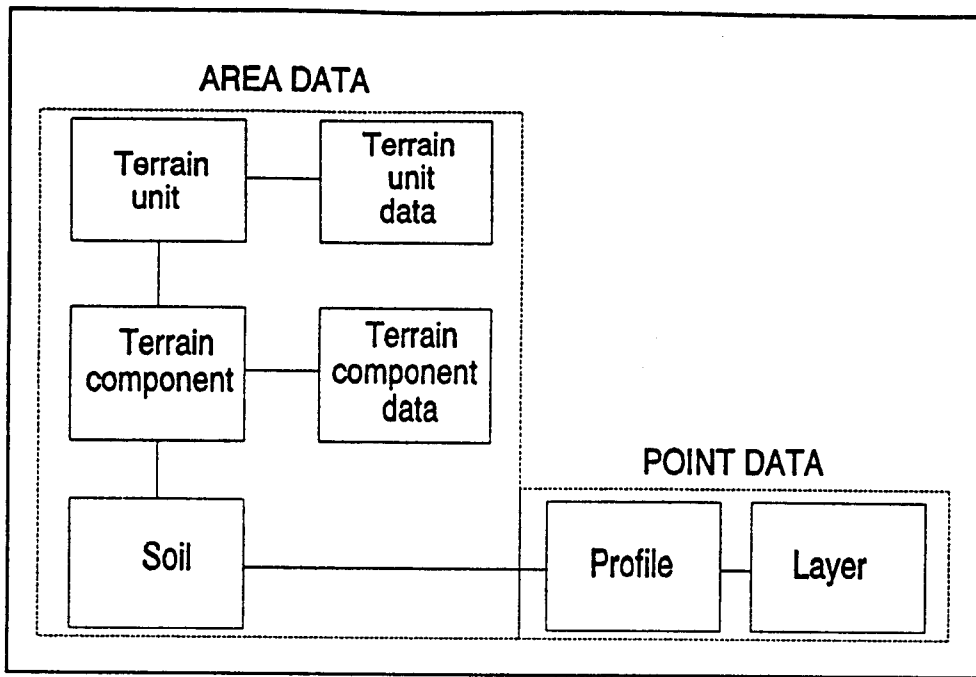 AREA DATA
Terrain
unit
Terrain
unit
data
Terrain
component
Terrain
component
data
POINT DATA
Soil
Profile
Layer